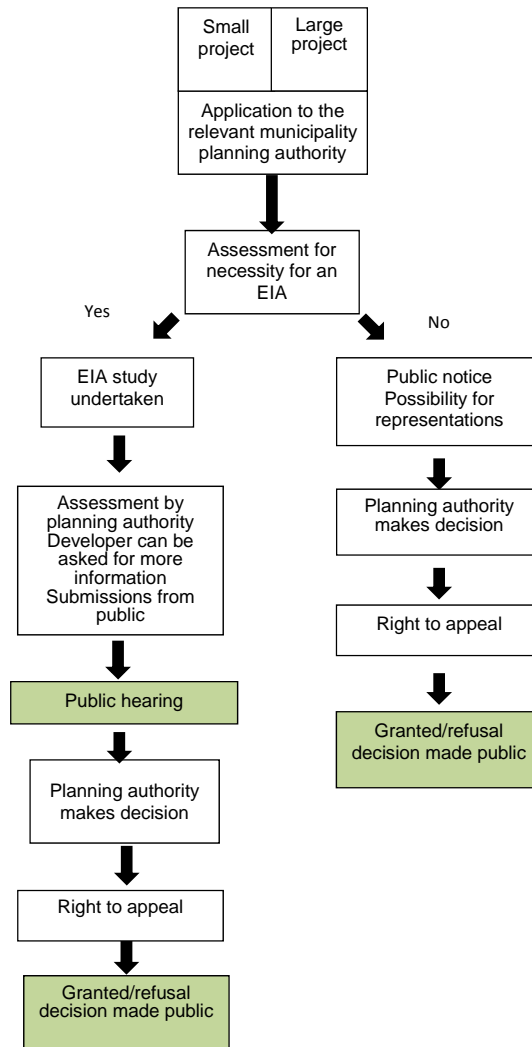 Small
project
Large
project
Application to the
relevant municipality
planning authority
Assessment for
necessity for an
EIA
Yes
No
EIA study
undertaken
Public notice
Possibility for
representations
Assessment by
planning authority
Developer can be
asked for more
information
Submissions from
public
Planning authority
makes decision
Right to appeal
Public hearing
Granted/refusal
decision made public
Planning authority
makes decision
Right to appeal
Granted/refusal
decision made public